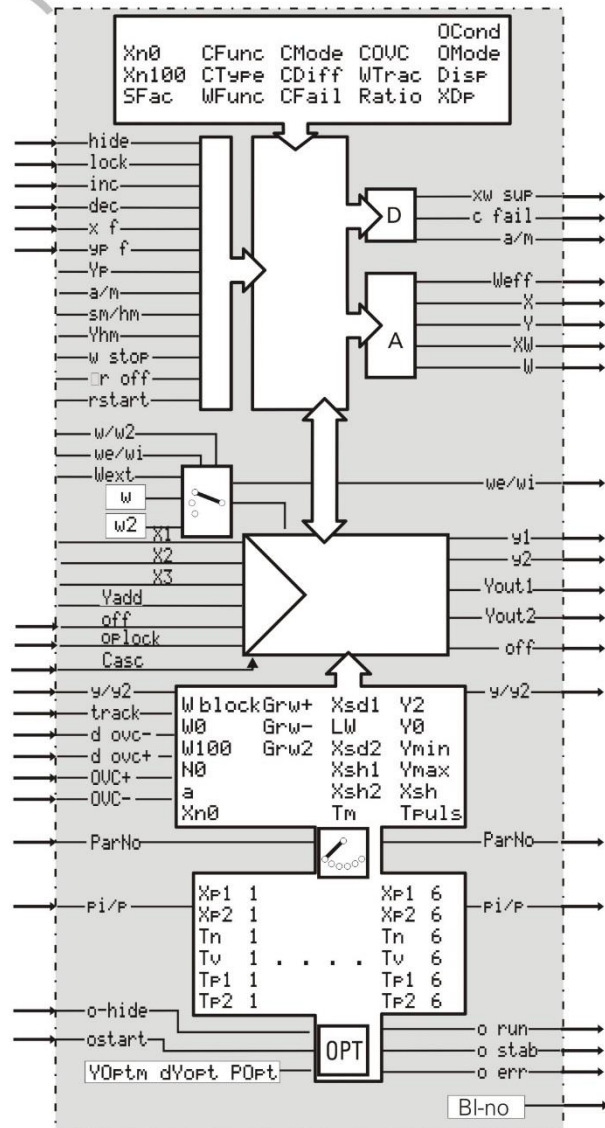 OCond
Xn0 CFunc CMode COVC OMode
Xn100 CType CDiff WTrac Disp
SFac WFunc CFail Ratio XDp
hide
lock
inc
dec
x f
yp f
Yp
a/m
sm/hm
Yhm
w stop
r off
rstart
D
xw sup
c fail
a/m
A
Weff
X
Y
XW
W
w/w2
we/wi
Wext
w
w2
we/wi
X1
X2
X3
Yadd
off
oplock
Casc
y1
y2
Yout1
Yout2
off
y/y2
track
d ovc-
d ovc+
OVC+
OVC-
y/y2
W block Grw+ Xsd1 Y2
W0 Grw- LW Y0
W100 Grw2 Xsd2 Ymin
N0 Xsh1 Ymax
a Xsh2 Xsh
Xn0 Tm Tpuls
ParNo
ParNo
pi/p
pi/p
Xp1 1 Xp1 6
Xp2 1 Xp2 6
Tn 1 Tn 6
Tv 1 . . . . Tv 6
Tp1 1 Tp1 6
Tp2 1 Tp2 6
o-hide
ostart
OPT
o run
o stab
o err
YOptm dYopt POpt
Bl-no